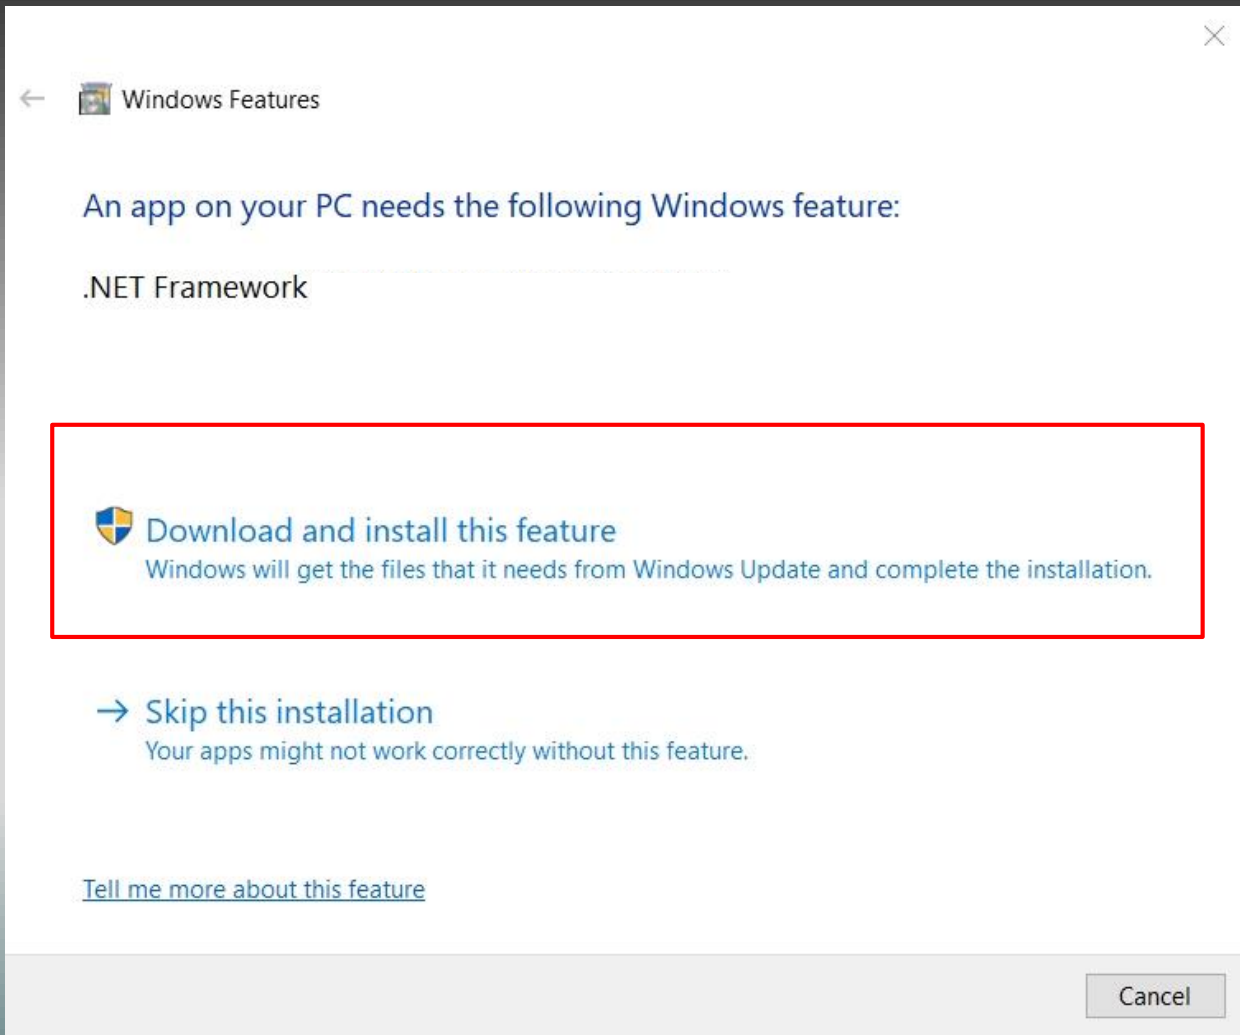 Windows Features
An app on your PC needs the following Windows feature:
.NET Framework
Download and install this feature
Windows will get the files that it needs from Windows Update and complete the installation.
Skip this installation
Your apps might not work correctly without this feature.
Tell me more about this feature
Cancel